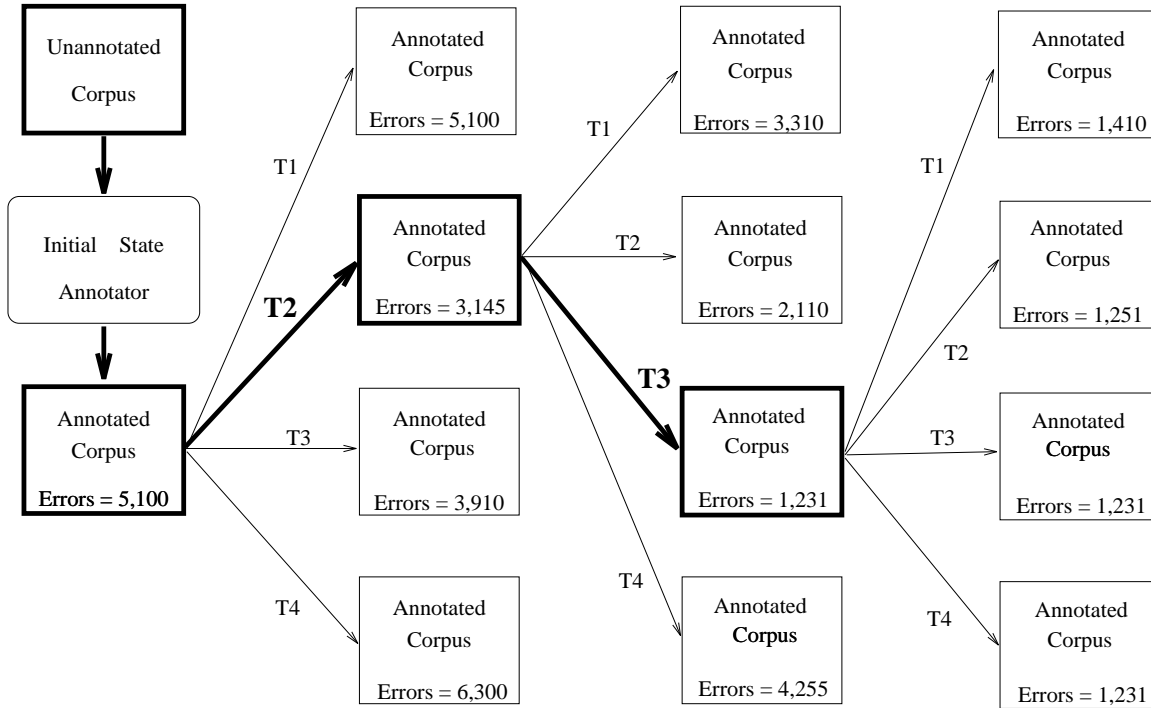 Unannotated
Corpus
Initial State
Annotator
Annotated
Corpus
Errors = 5,100
T1
T2
T3
T4
Annotated
Corpus
Errors = 5,100
Annotated
Corpus
Errors = 3,145
Annotated
Corpus
Errors = 3,910
Annotated
Corpus
Errors = 6,300
T1
T2
T3
T4
Annotated
Corpus
Errors = 3,310
Annotated
Corpus
Errors = 2,110
Annotated
Corpus
Errors = 1,231
Annotated
Corpus
Errors = 4,255
T1
T2
T3
T4
Annotated
Corpus
Errors = 1,410
Annotated
Corpus
Errors = 1,251
Annotated
Corpus
Errors = 1,231
Annotated
Corpus
Errors = 1,231